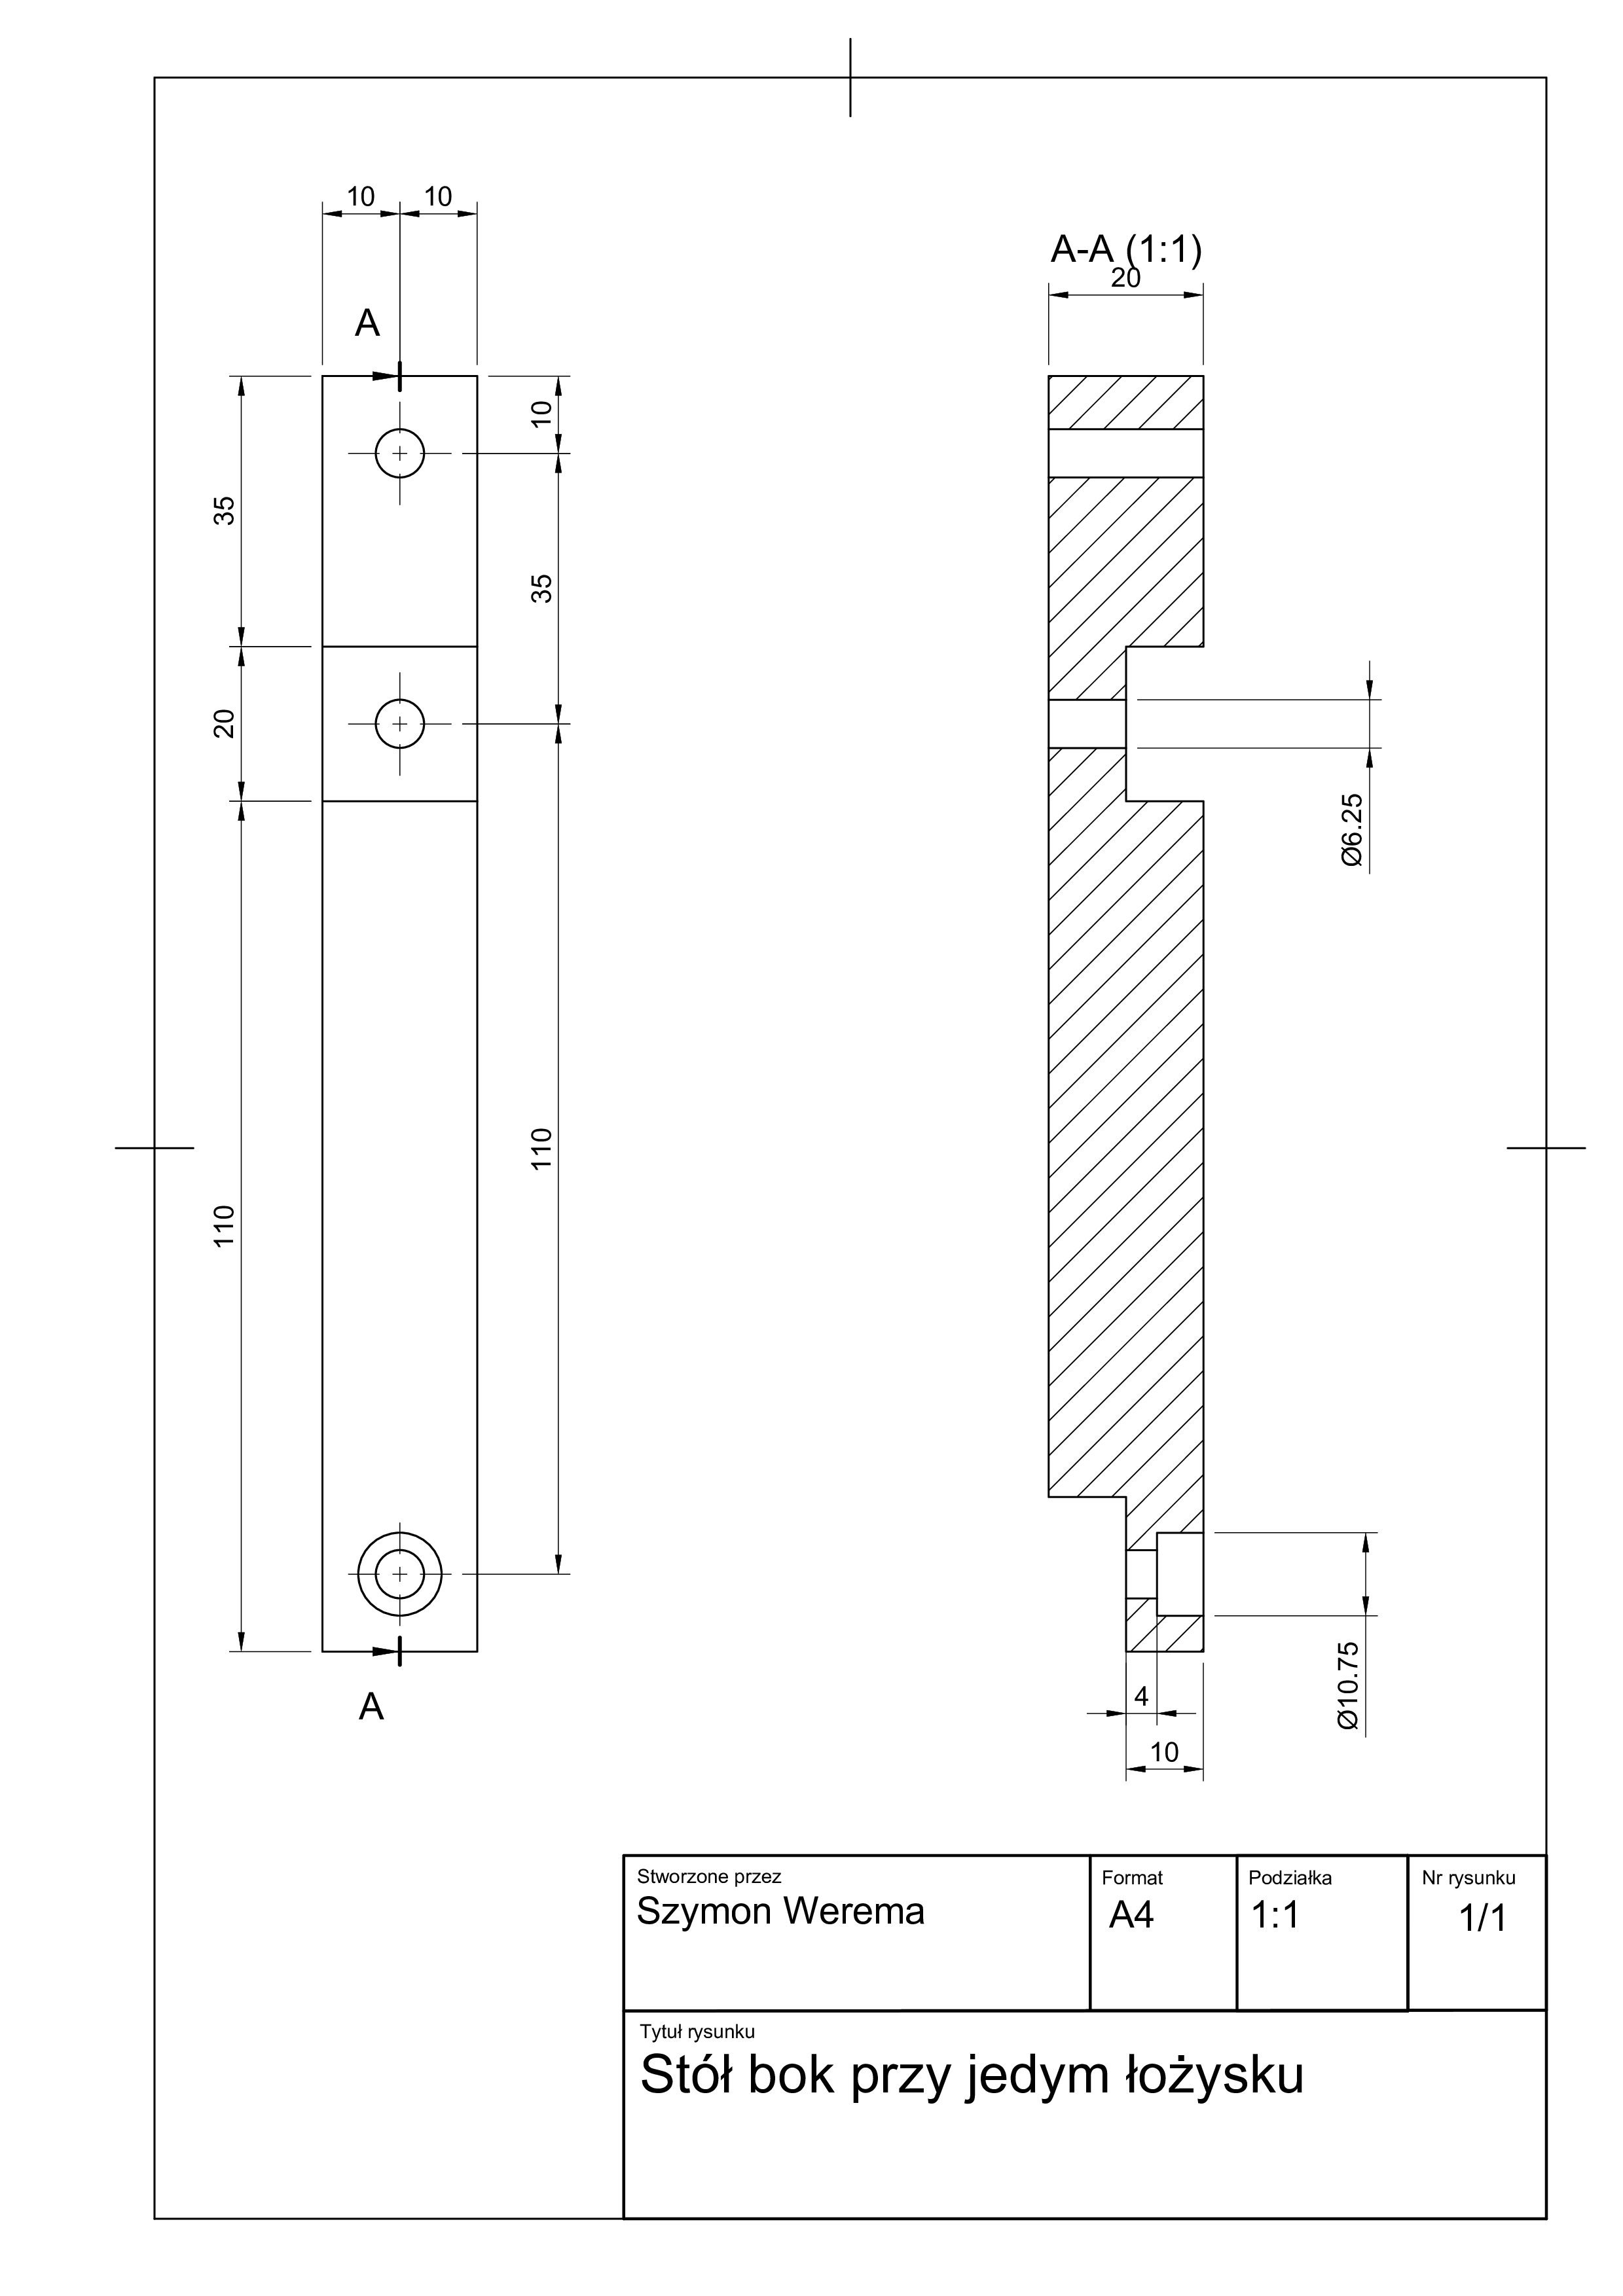 10 10
A-A (1:1)
20
A
10
35
35
20
Ø6.25
110
110
Ø10.75
4
A
10
Stworzone przez
Szymon Werema
Format
A4
Podziałka
1:1
Nr rysunku
1/1
Tytuł rysunku
Stół bok przy jedym łożysku